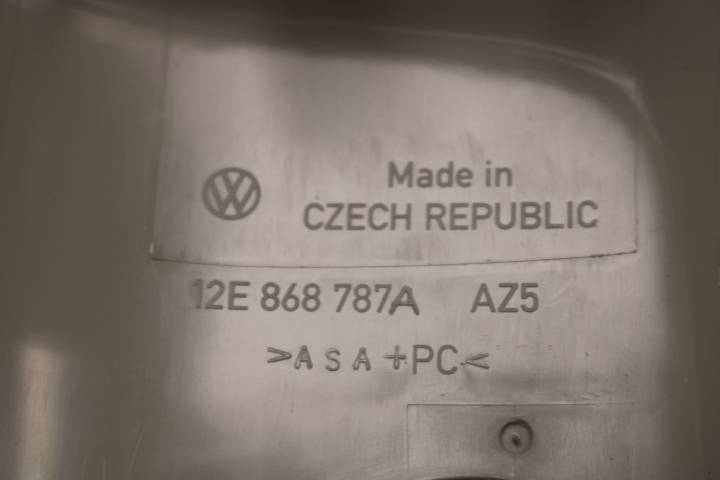 Made in
CZECH REPUBLIC
12E 868 787A AZ5
>ASA+PC<